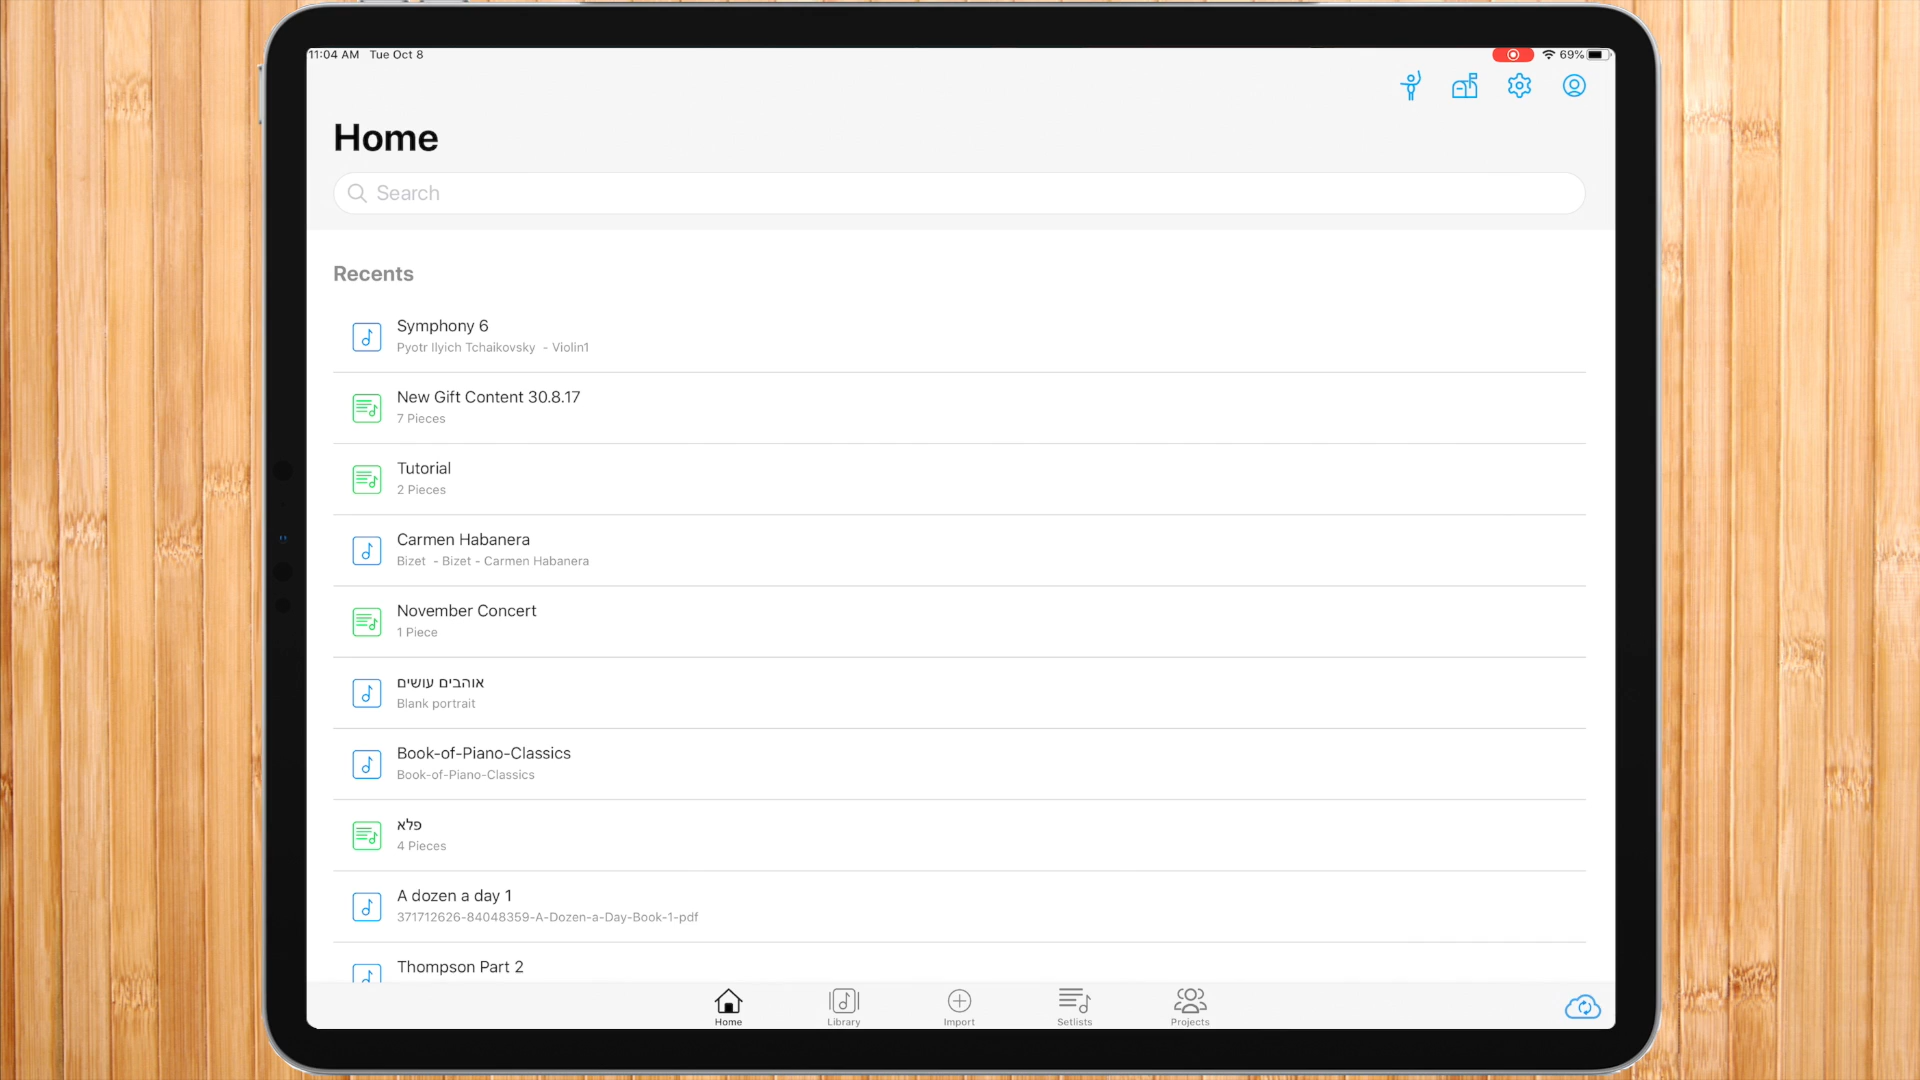 11:04 AM Tue Oct 8
69%
Home
Search
Recents
Symphony 6
Pyotr Ilyich Tchaikovsky - Violin1
New Gift Content 30.8.17
7 Pieces
Tutorial
2 Pieces
Carmen Habanera
Bizet - Bizet - Carmen Habanera
November Concert
1 Piece
אוהבים עושים
Blank portrait
Book-of-Piano-Classics
Book-of-Piano-Classics
פלא
4 Pieces
A dozen a day 1
371712626-84048359-A-Dozen-a-Day-Book-1-pdf
Thompson Part 2
Home Library Import Setlists Projects